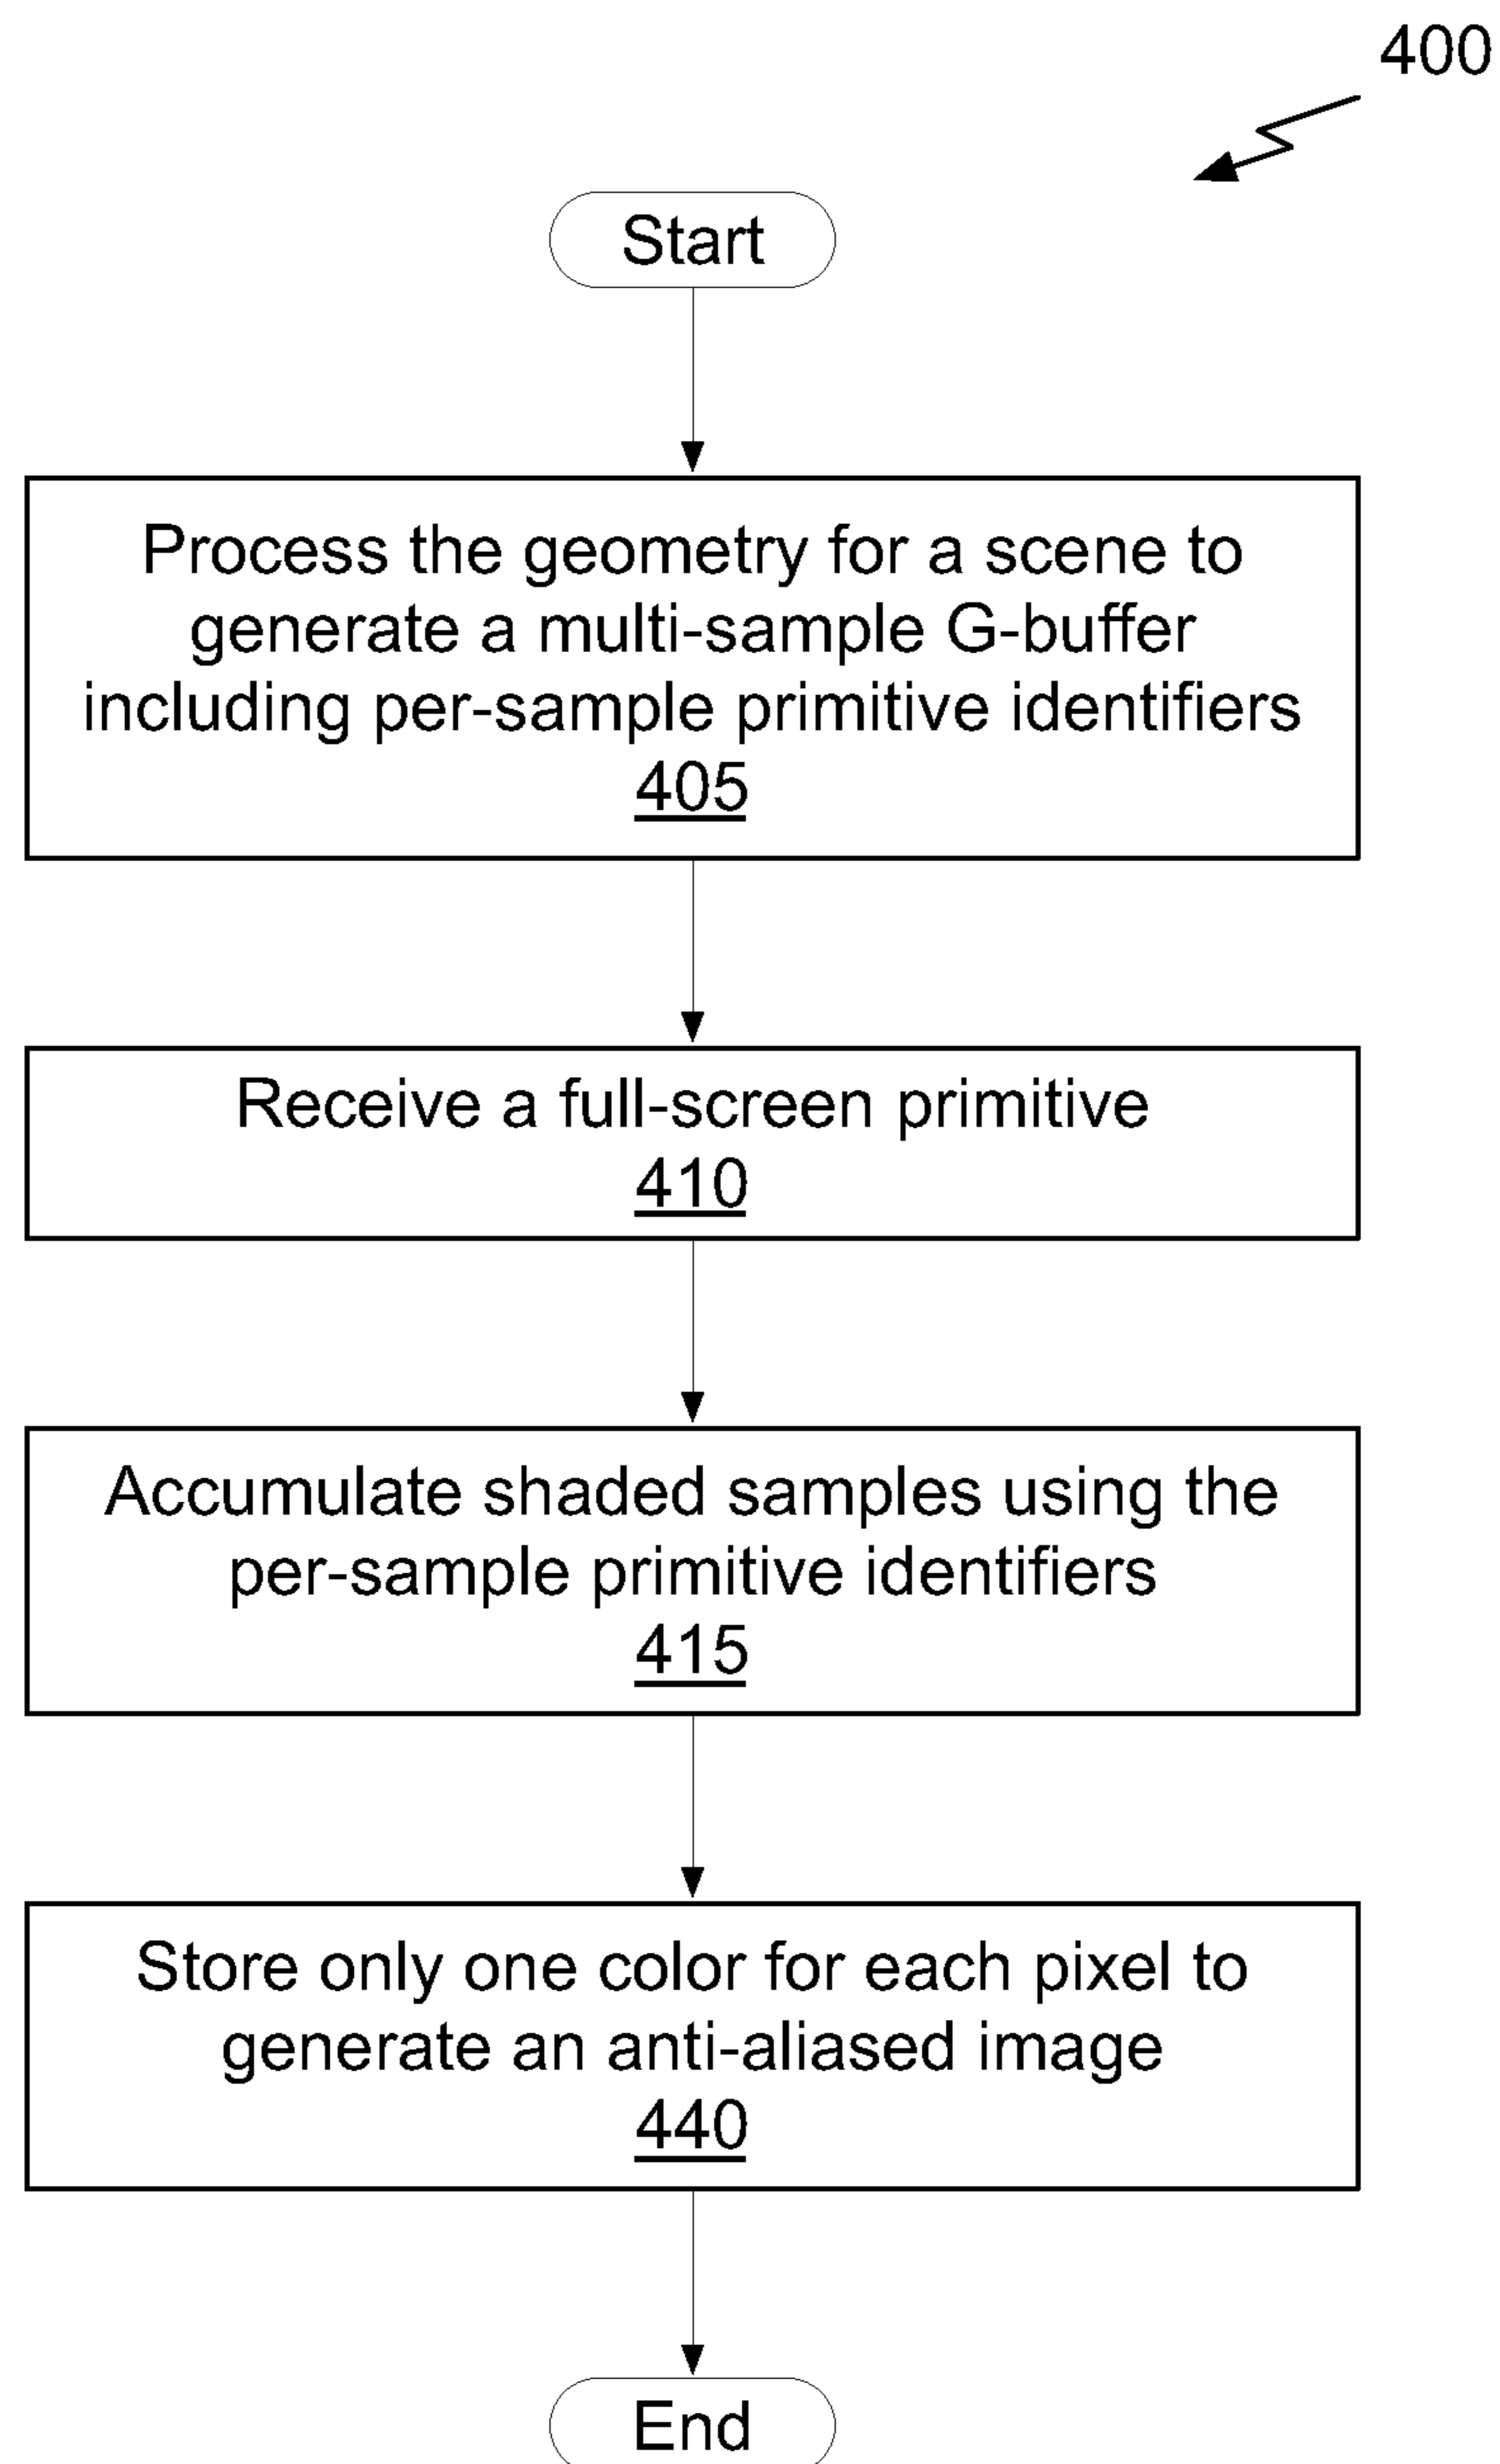 400
Start
Process the geometry for a scene to
generate a multi-sample G-buffer
including per-sample primitive identifiers
405
Receive a full-screen primitive
410
Accumulate shaded samples using the
per-sample primitive identifiers
415
Store only one color for each pixel to
generate an anti-aliased image
440
End